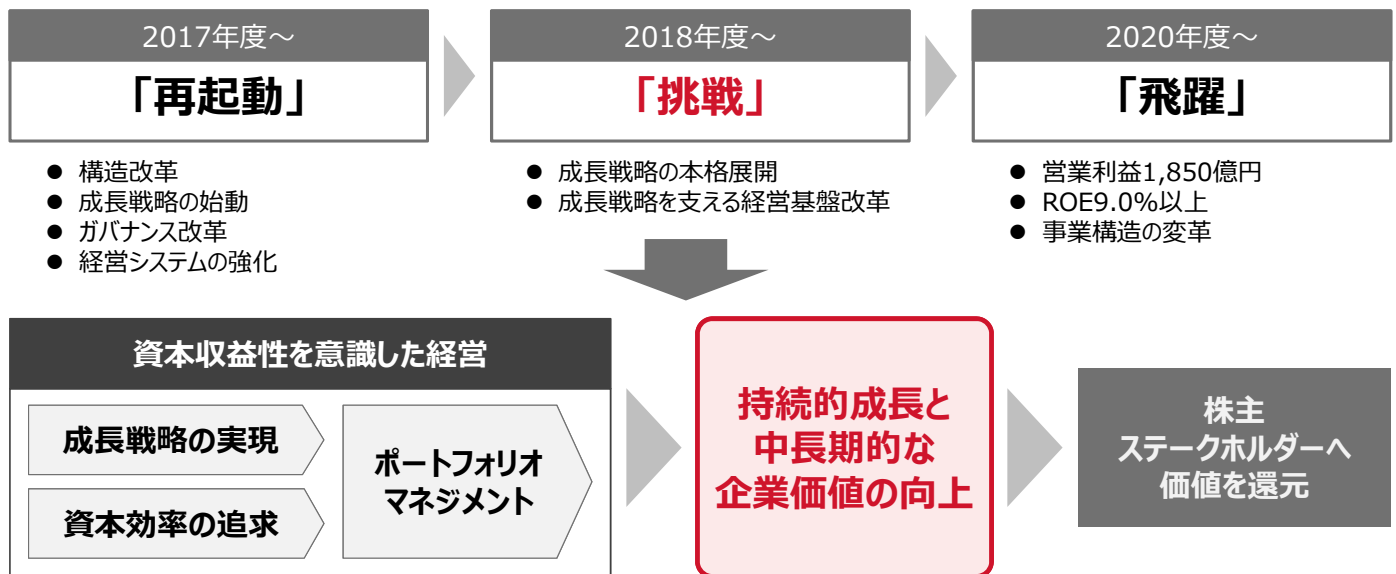 2017年度~
「再起動」
2018年度~
「挑戦」
2020年度~
「飛躍」
● 構造改革
● 成長戦略の始動
● ガバナンス改革
● 経営システムの強化
● 成長戦略の本格展開
● 成長戦略を支える経営基盤改革
● 営業利益1,850億円
● ROE9.0%以上
● 事業構造の変革
資本収益性を意識した経営
成長戦略の実現
資本効率の追求
ポートフォリオ
マネジメント
持続的成長と
中長期的な
企業価値の向上
株主
ステークホルダーへ
価値を還元